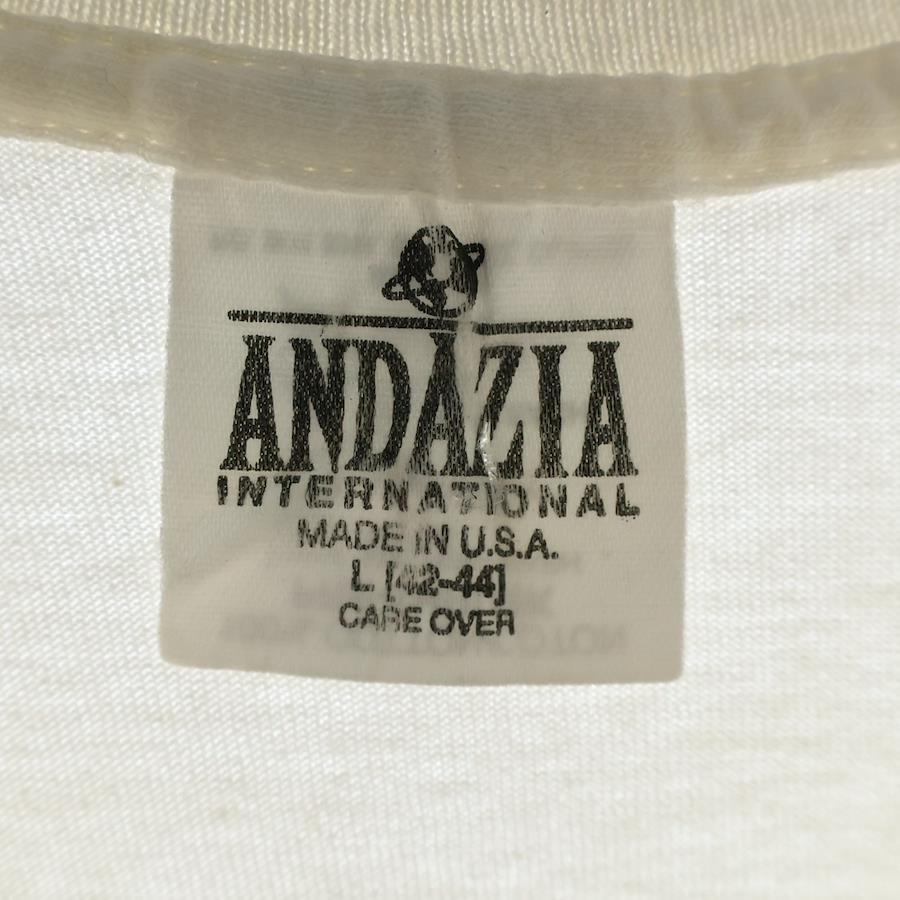 ANDAZIA
INTERNATIONAL
MADE IN U.S.A.
L [42-44]
CARE OVER